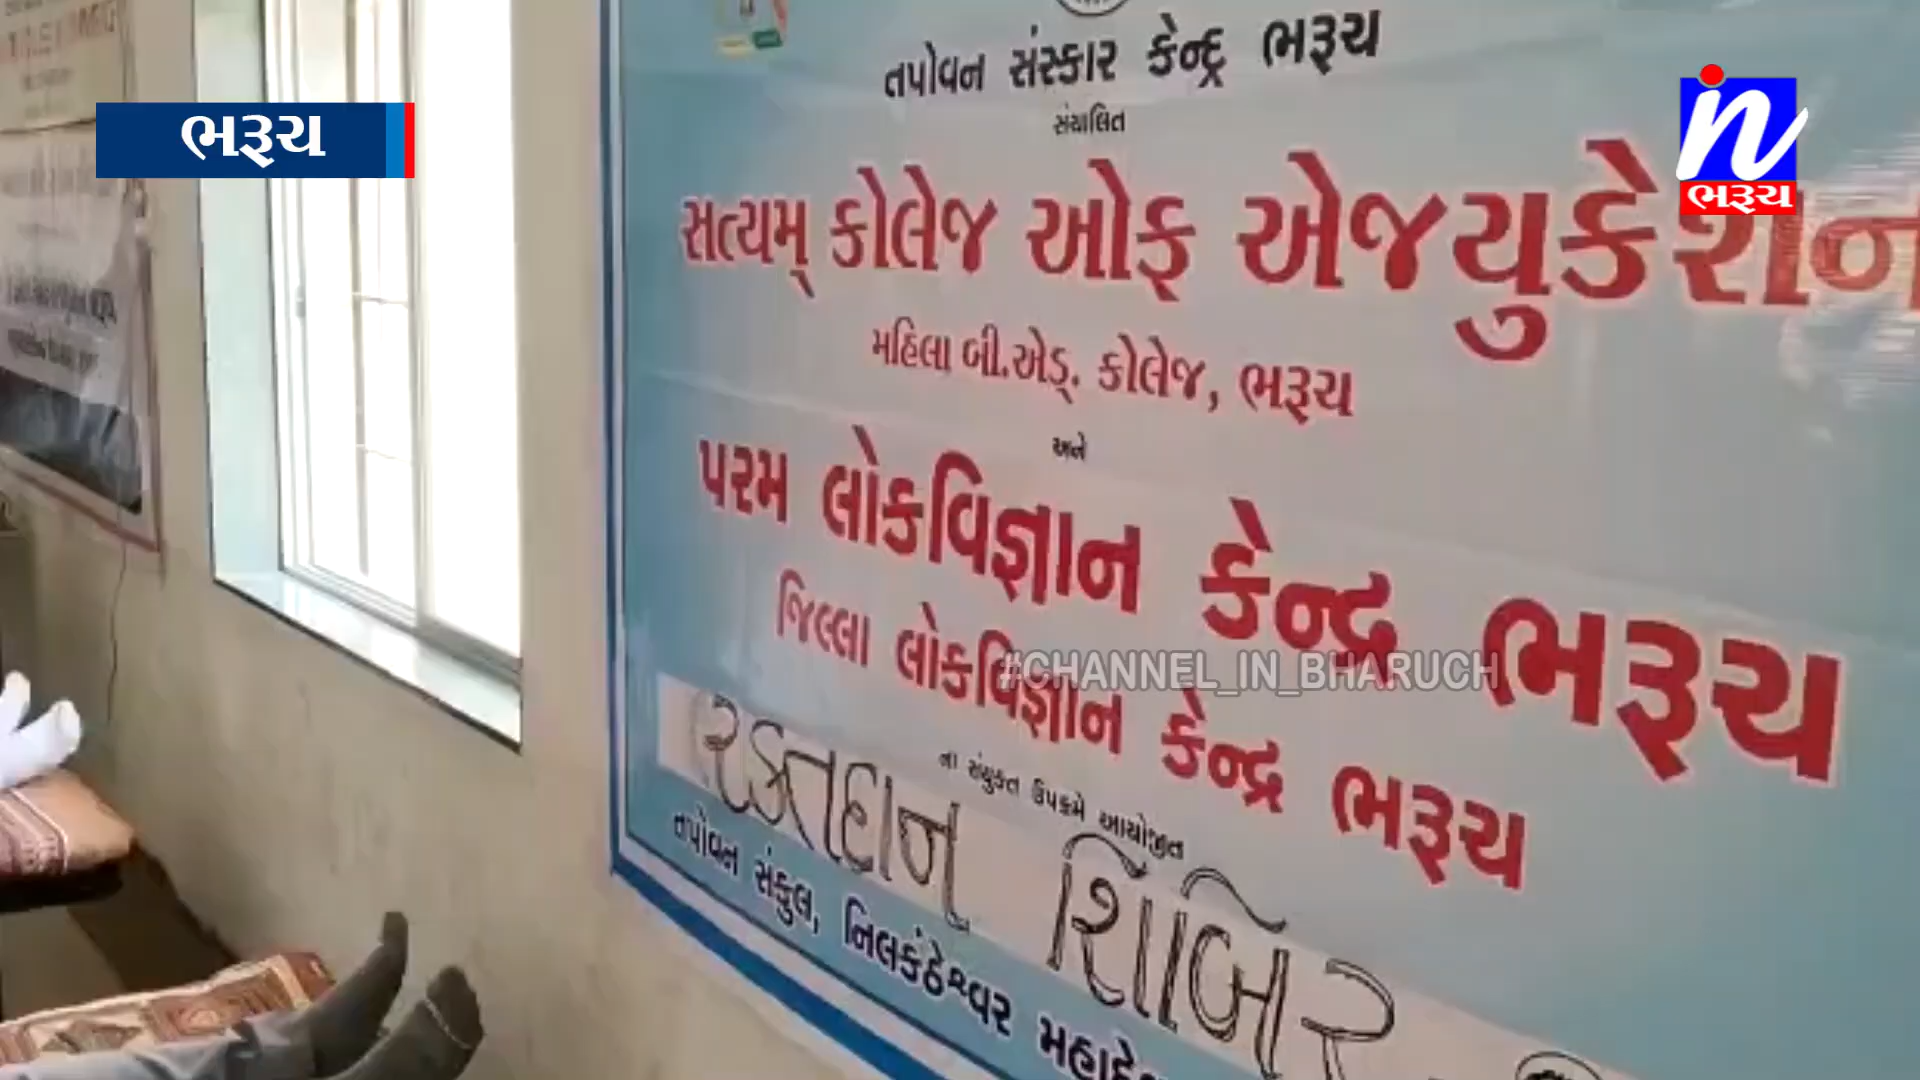 ભરૂચ
in
ભરૂચ
તપોવન સંસ્કાર કેન્દ્ર ભરૂચ
સંચાલિત
સત્યમ્ કોલેજ ઓફ એજ્યુકેશન
મહિલા બી.એડ્. કોલેજ, ભરૂચ
અને
પરમ લોકવિજ્ઞાન કેન્દ્ર ભરૂચ
જિલ્લા લોકવિજ્ઞાન કેન્દ્ર ભરૂચ
#CHANNEL_IN_BHARUCH
ના સંયુક્ત ઉપક્રમે આયોજીત
રક્તદાન શિબિર
તપોવન સંકુલ, નિલકંઠેશ્વર